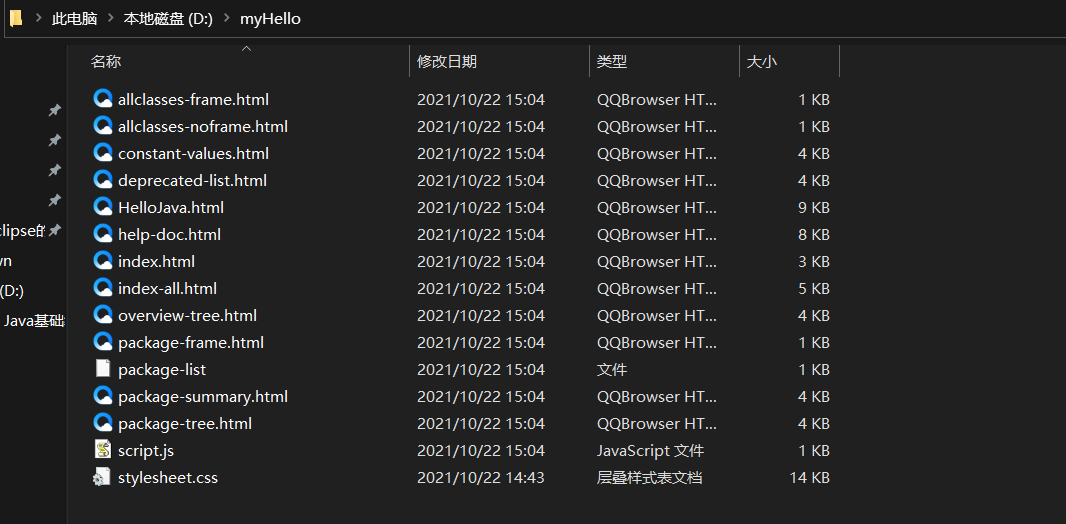 此电脑 本地磁盘 (D:) myHello
名称 修改日期 类型 大小
allclasses-frame.html 2021/10/22 15:04 QQBrowser HT... 1 KB
allclasses-noframe.html 2021/10/22 15:04 QQBrowser HT... 1 KB
constant-values.html 2021/10/22 15:04 QQBrowser HT... 4 KB
deprecated-list.html 2021/10/22 15:04 QQBrowser HT... 4 KB
HelloJava.html 2021/10/22 15:04 QQBrowser HT... 9 KB
lipse的 help-doc.html 2021/10/22 15:04 QQBrowser HT... 8 KB
wn index.html 2021/10/22 15:04 QQBrowser HT... 3 KB
(D:) index-all.html 2021/10/22 15:04 QQBrowser HT... 5 KB
Java基础 overview-tree.html 2021/10/22 15:04 QQBrowser HT... 4 KB
package-frame.html 2021/10/22 15:04 QQBrowser HT... 1 KB
package-list 2021/10/22 15:04 文件 1 KB
package-summary.html 2021/10/22 15:04 QQBrowser HT... 4 KB
package-tree.html 2021/10/22 15:04 QQBrowser HT... 4 KB
script.js 2021/10/22 15:04 JavaScript 文件 1 KB
stylesheet.css 2021/10/22 14:43 层叠样式表文档 14 KB